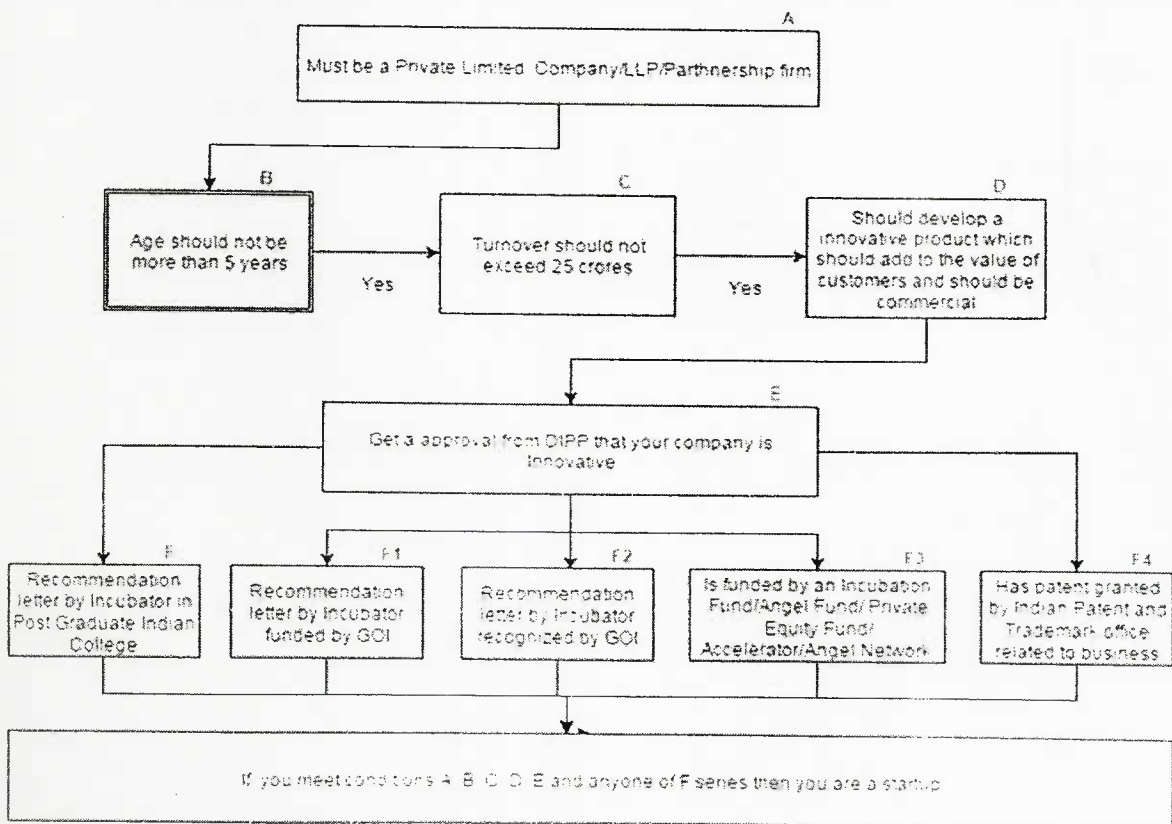 A
Must be a Private Limited Company/LLP/Parthnership firm
B
Age should not be
more than 5 years
Yes
C
Turnover should not
exceed 25 crores
Yes
D
Should develop a
innovative product which
should add to the value of
customers and should be
commercial
E
Get a approval from DIPP that your company is
Innovative
F
Recommendation
letter by Incubator in
Post Graduate Indian
College
F1
Recommendation
letter by Incubator
funded by GOI
F2
Recommendation
letter by Incubator
recognized by GOI
F3
Is funded by an Incubation
Fund/Angel Fund/ Private
Equity Fund/
Accelerator/Angel Network
F4
Has patent granted
by Indian Patent and
Trademark office
related to business
If you meet conditions A B C D E and anyone of F series then you are a startup